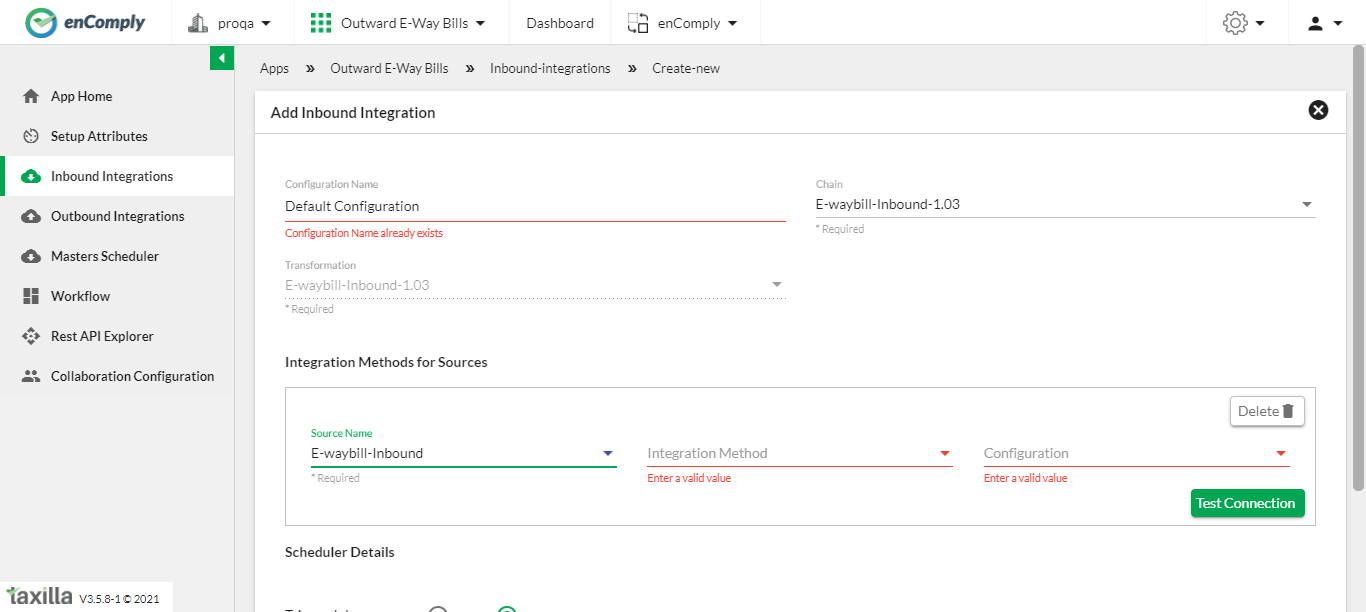 enComply proqa Outward E-Way Bills Dashboard enComply
Apps » Outward E-Way Bills » Inbound-integrations » Create-new
App Home
Setup Attributes
Inbound Integrations
Outbound Integrations
Masters Scheduler
Workflow
Rest API Explorer
Collaboration Configuration
taxilla V3.5.8-1 © 2021
Add Inbound Integration
Configuration Name
Default Configuration
Configuration Name already exists
Chain
E-waybill-Inbound-1.03
* Required
Transformation
E-waybill-Inbound-1.03
* Required
Integration Methods for Sources
Delete
Source Name
E-waybill-Inbound
* Required
Integration Method
Enter a valid value
Configuration
Enter a valid value
Test Connection
Scheduler Details